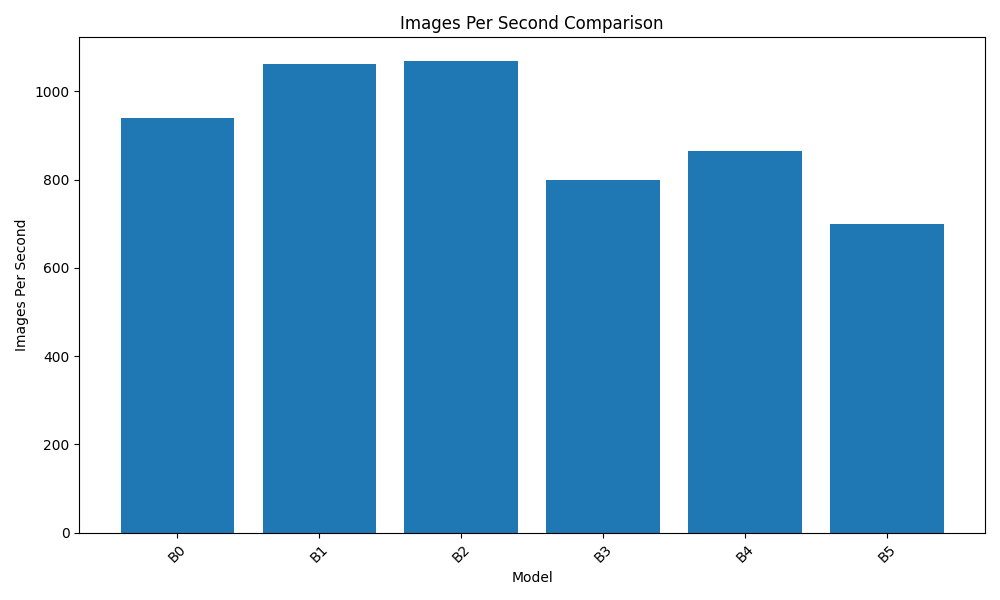 Images Per Second Comparison
Images Per Second
1000
800
600
400
200
0
B0 B1 B2 B3 B4 B5
Model